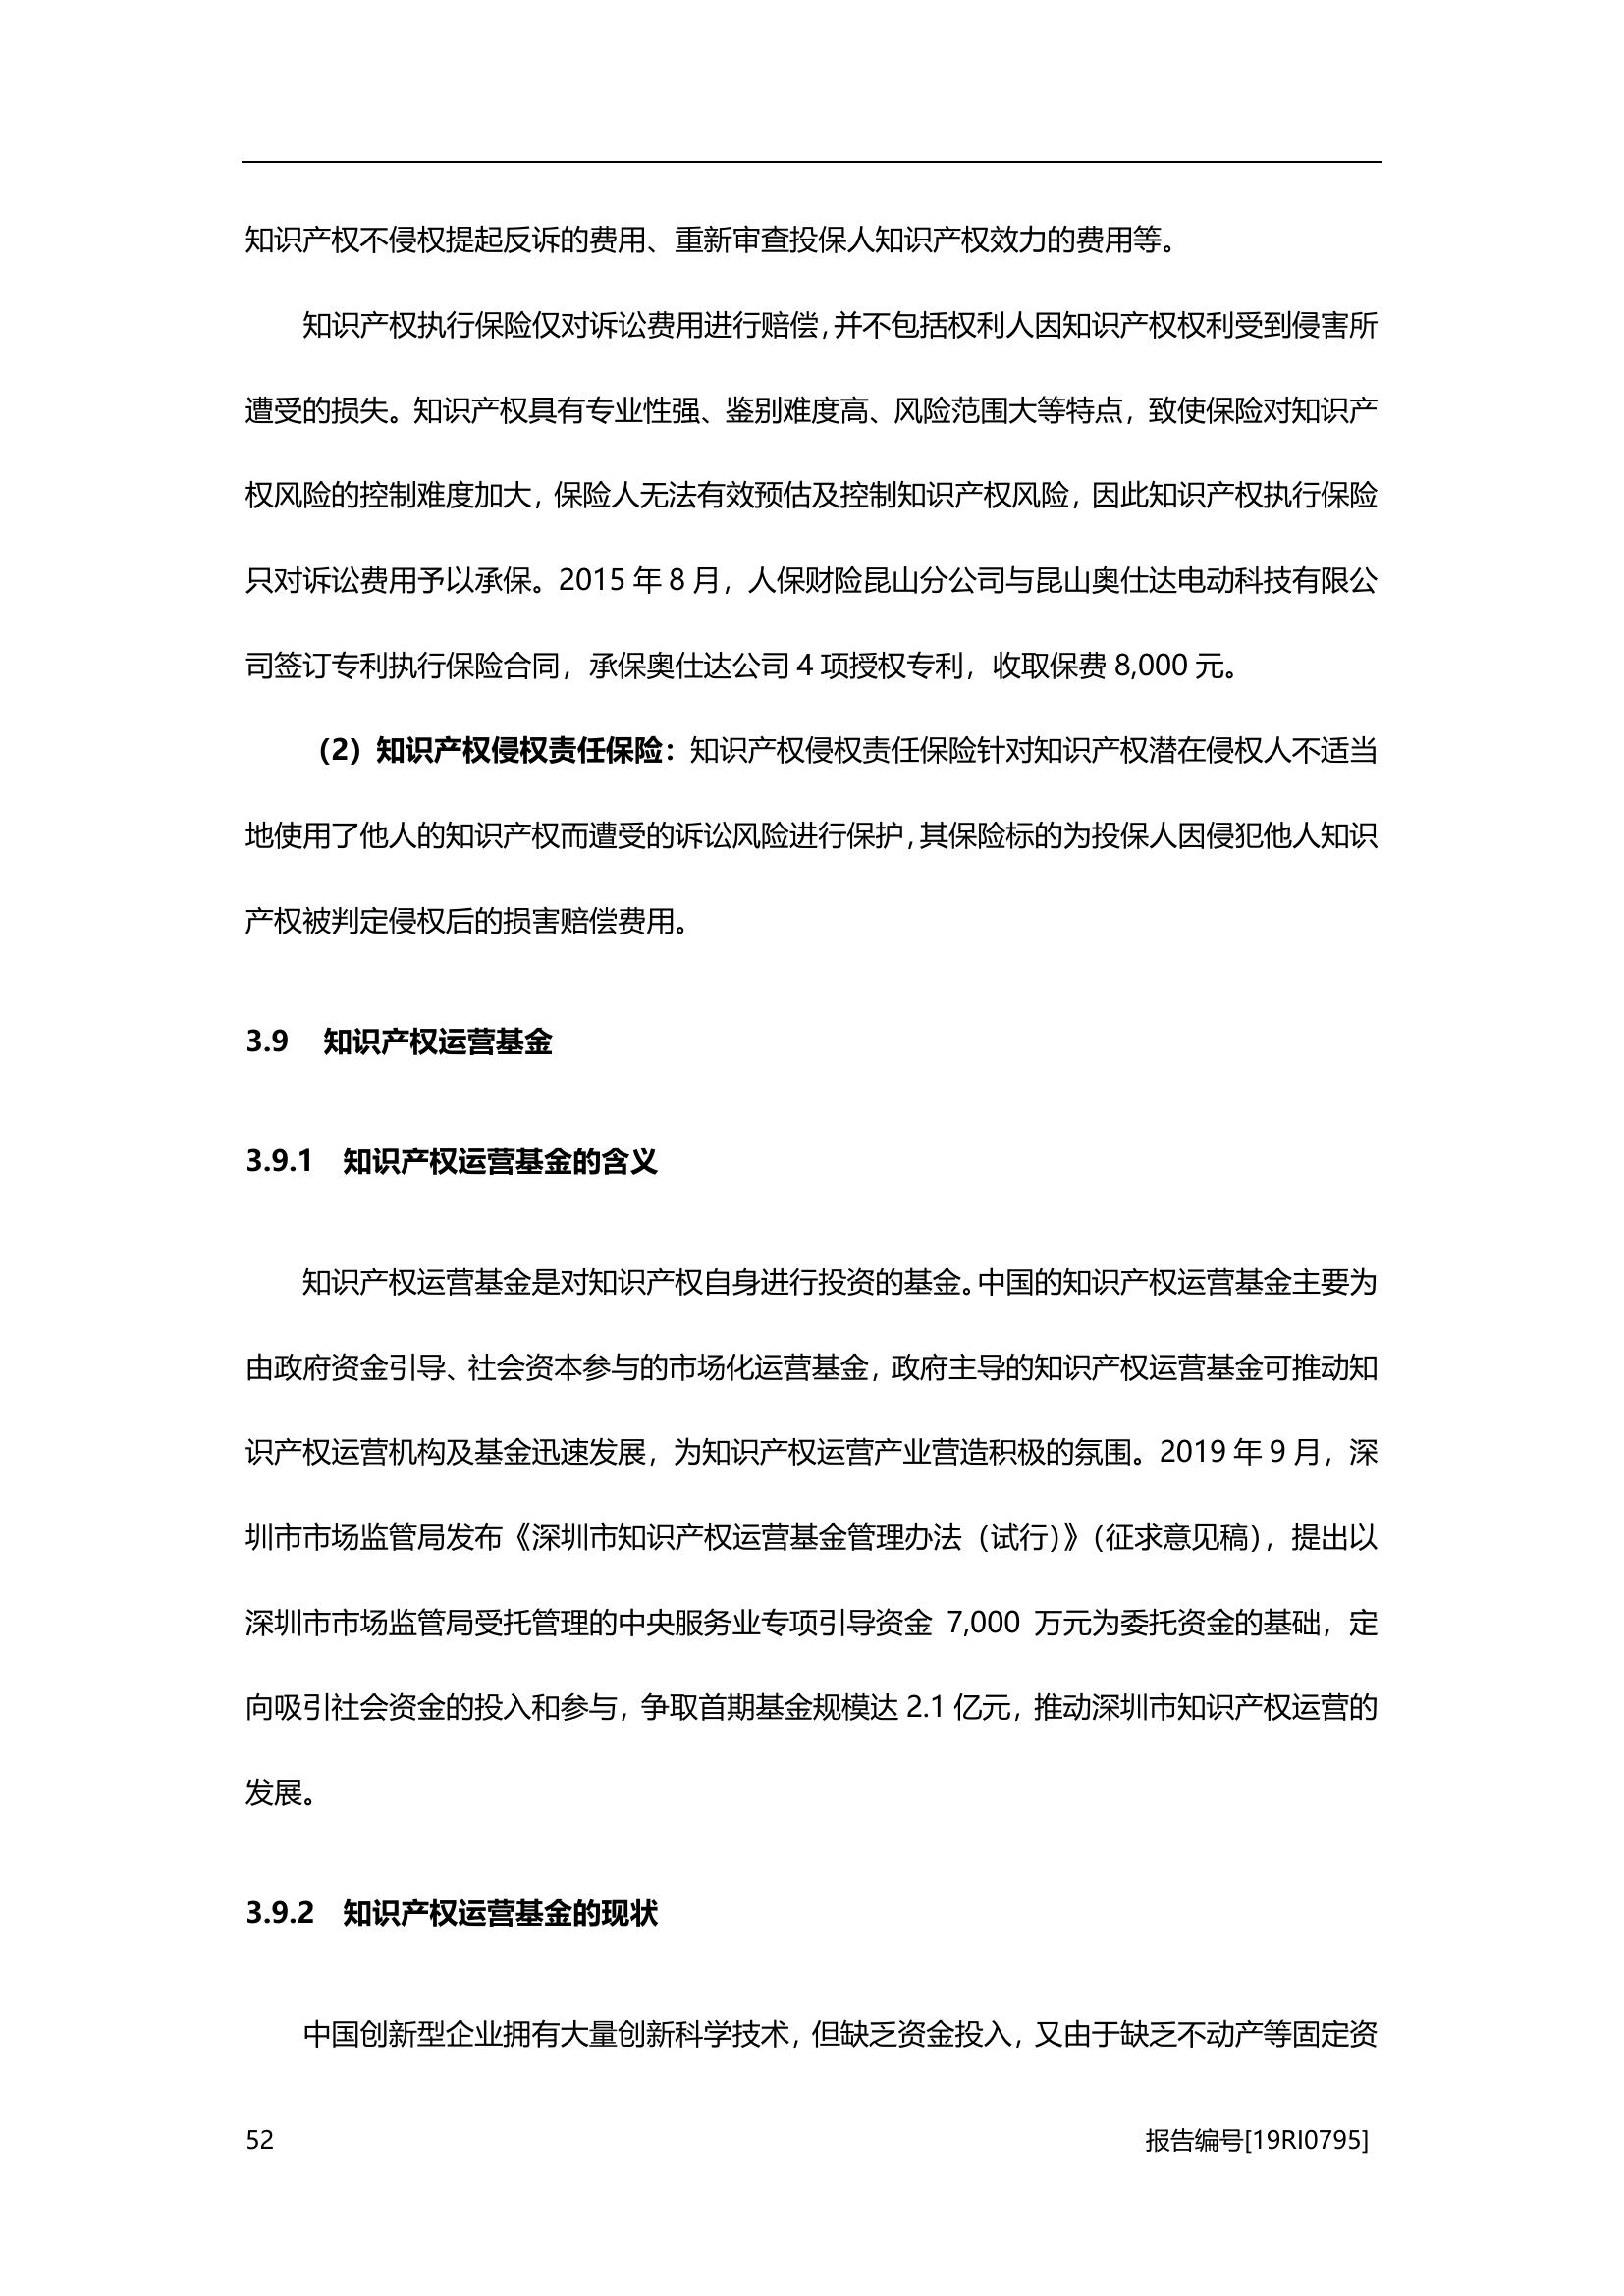 知识产权不侵权提起反诉的费用、重新审查投保人知识产权效力的费用等。
知识产权执行保险仅对诉讼费用进行赔偿，并不包括权利人因知识产权权利受到侵害所
遭受的损失。知识产权具有专业性强、鉴别难度高、风险范围大等特点，致使保险对知识产
权风险的控制难度加大，保险人无法有效预估及控制知识产权风险，因此知识产权执行保险
只对诉讼费用予以承保。2015 年 8 月，人保财险昆山分公司与昆山奥仕达电动科技有限公
司签订专利执行保险合同，承保奥仕达公司 4 项授权专利，收取保费 8,000 元。
（2）知识产权侵权责任保险：知识产权侵权责任保险针对知识产权潜在侵权人不适当
地使用了他人的知识产权而遭受的诉讼风险进行保护，其保险标的为投保人因侵犯他人知识
产权被判定侵权后的损害赔偿费用。
3.9 知识产权运营基金
3.9.1 知识产权运营基金的含义
知识产权运营基金是对知识产权自身进行投资的基金。中国的知识产权运营基金主要为
由政府资金引导、社会资本参与的市场化运营基金，政府主导的知识产权运营基金可推动知
识产权运营机构及基金迅速发展，为知识产权运营产业营造积极的氛围。2019 年 9 月，深
圳市市场监管局发布《深圳市知识产权运营基金管理办法（试行）》（征求意见稿），提出以
深圳市市场监管局受托管理的中央服务业专项引导资金 7,000 万元为委托资金的基础，定
向吸引社会资金的投入和参与，争取首期基金规模达 2.1 亿元，推动深圳市知识产权运营的
发展。
3.9.2 知识产权运营基金的现状
中国创新型企业拥有大量创新科学技术，但缺乏资金投入，又由于缺乏不动产等固定资
52 报告编号[19RI0795]